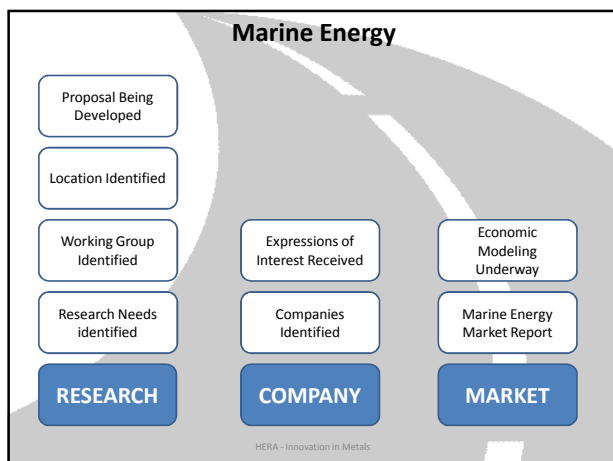 Marine Energy
Proposal Being
Developed
Location Identified
Working Group
Identified
Expressions of
Interest Received
Economic
Modeling
Underway
Research Needs
identified
Companies
Identified
Marine Energy
Market Report
RESEARCH
COMPANY
MARKET
HERA - Innovation in Metals